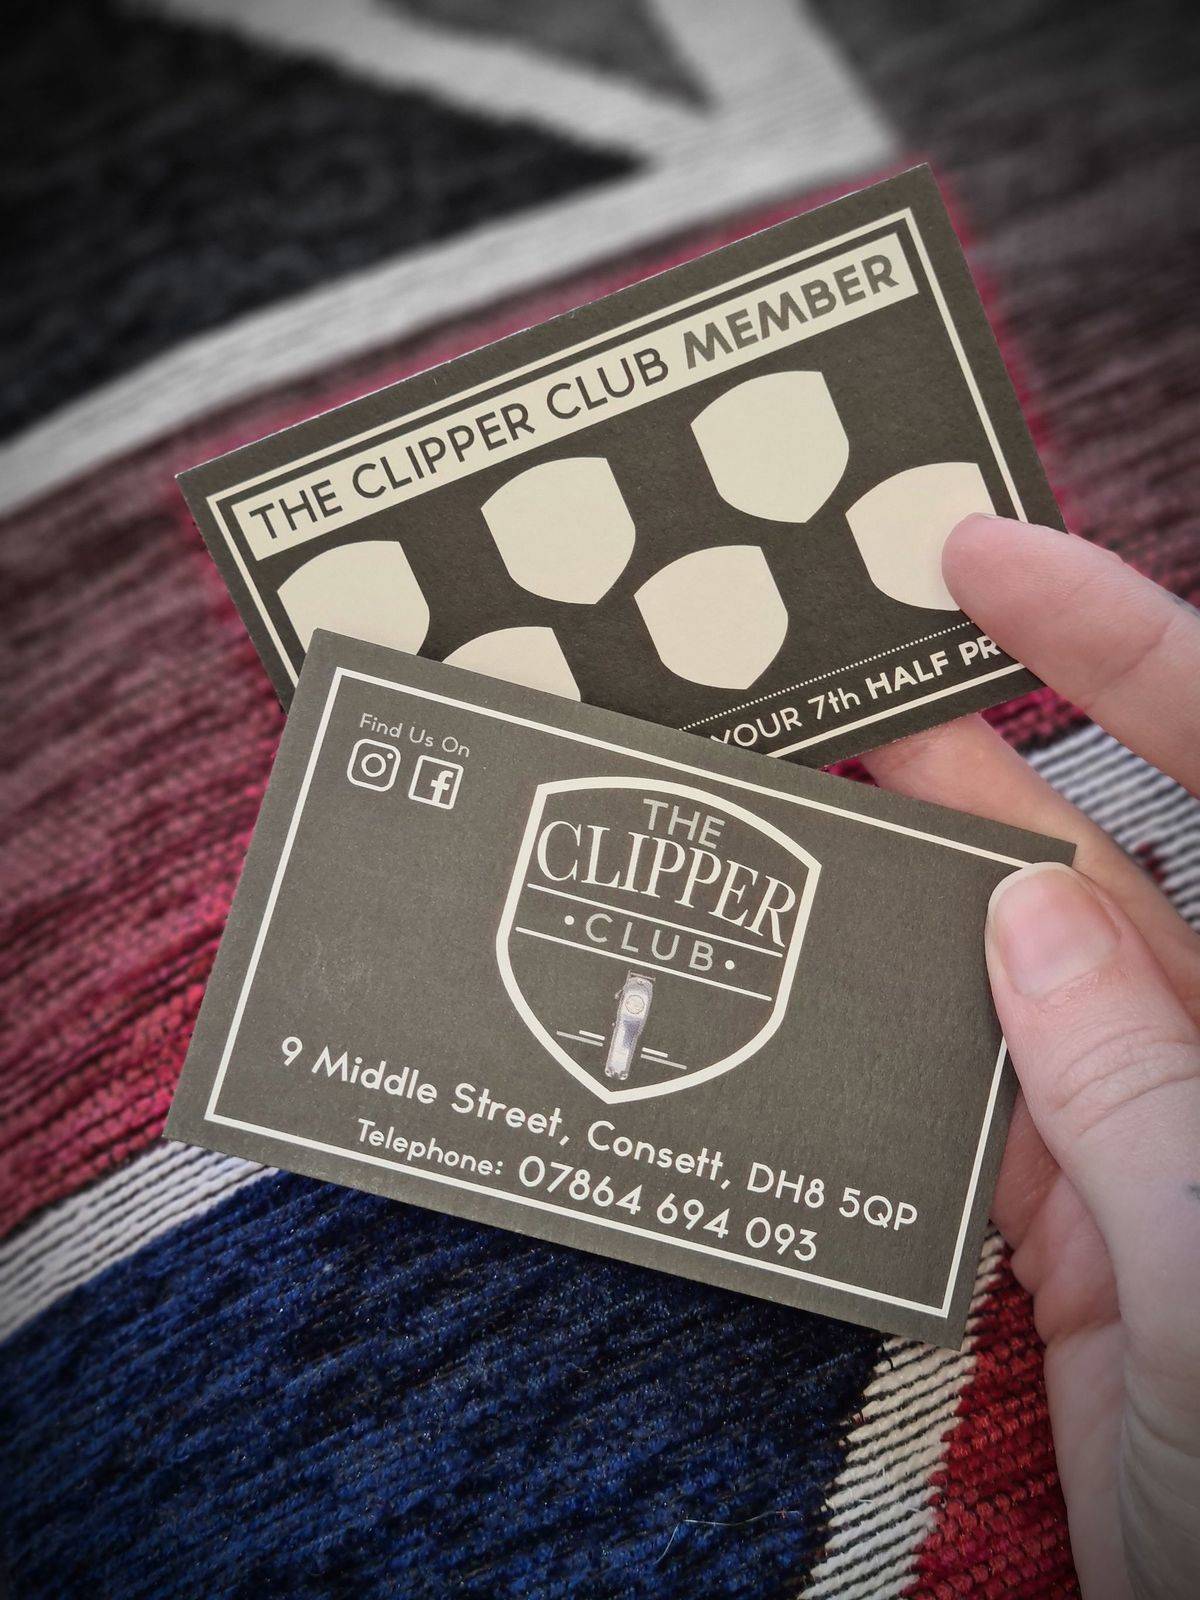 THE CLIPPER CLUB MEMBER
YOUR 7th HALF
Find Us On
THE
CLIPPER
•CLUB•
9 Middle Street, Consett, DH8 5QP
Telephone: 07864 694 093